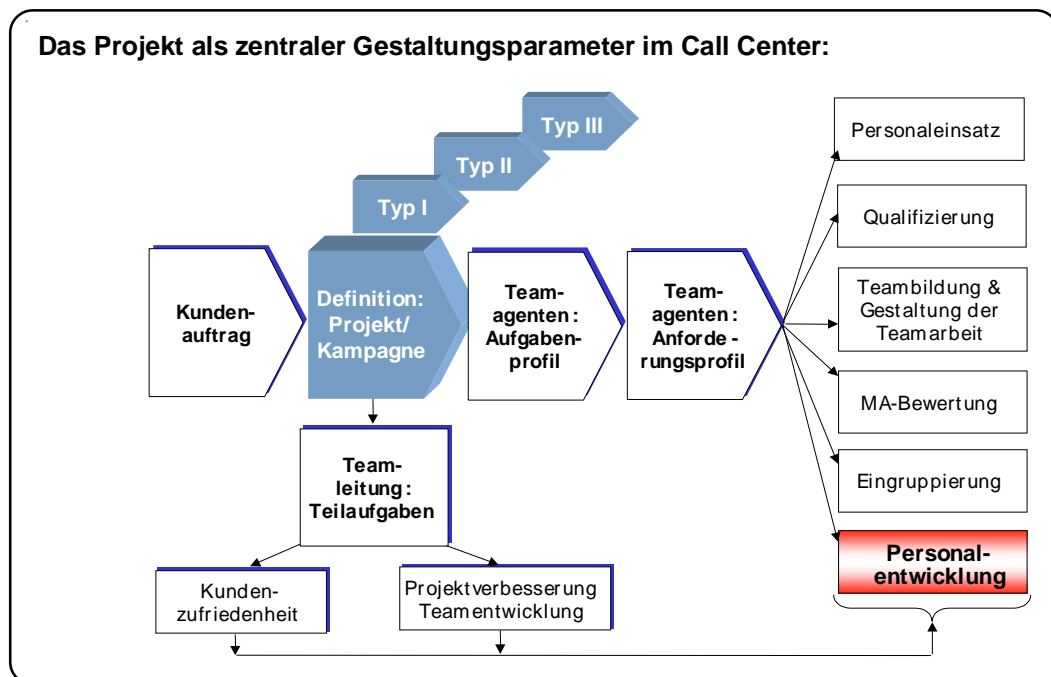 Das Projekt als zentraler Gestaltungsparameter im Call Center:
Typ III
Typ II
Typ I
Kunden-
auftrag
Definition:
Projekt/
Kampagne
Team-
agenten :
Aufgaben-
profil
Team-
agenten :
Anforde -
rungsprofil
Personaleinsatz
Qualifizierung
Teambildung &
Gestaltung der
Teamarbeit
MA-Bewertung
Eingruppierung
Personal-
entwicklung
Team-
leitung :
Teilaufgaben
Kunden-
zufriedenheit
Projektverbesserung
Teamentwicklung